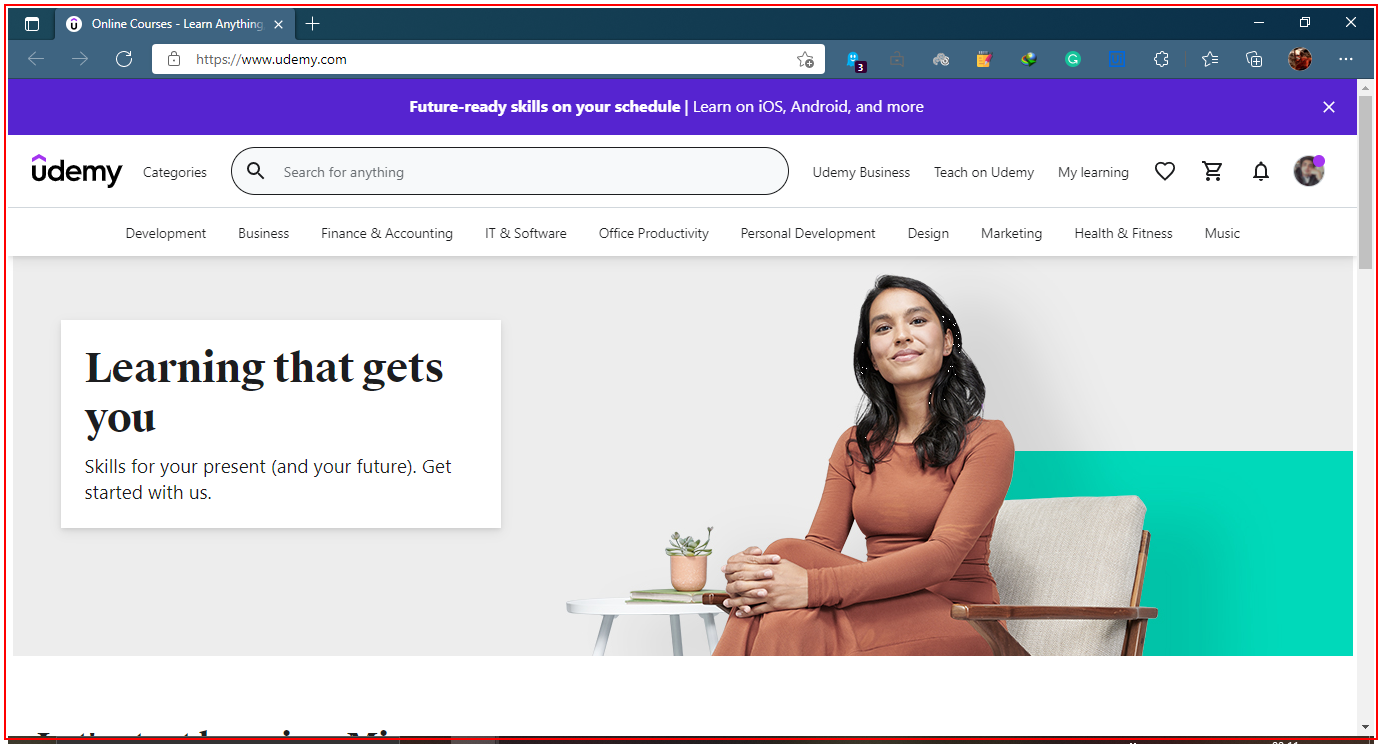 Online Courses - Learn Anything
https://www.udemy.com
3
Future-ready skills on your schedule | Learn on iOS, Android, and more
udemy
Categories
Search for anything
Udemy Business
Teach on Udemy
My learning
Development
Business
Finance & Accounting
IT & Software
Office Productivity
Personal Development
Design
Marketing
Health & Fitness
Music
Learning that gets
you
Skills for your present (and your future). Get
started with us.